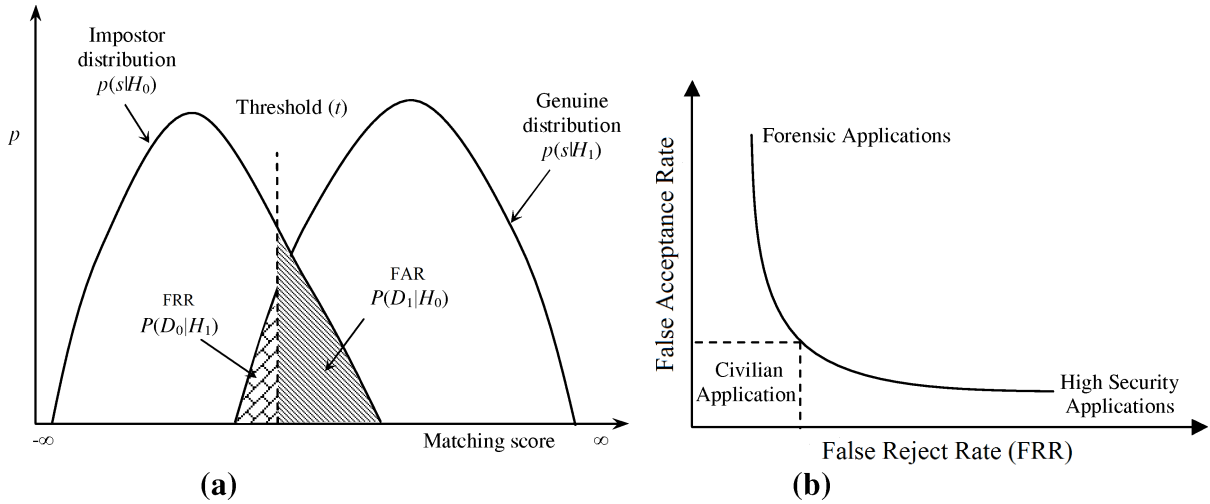 Impostor
distribution
p(s|H₀)
Threshold (t)
Genuine
distribution
p(s|H₁)
p
FRR
P(D₀|H₁)
FAR
P(D₁|H₀)
-∞
Matching score
∞
(a)
False Acceptance Rate
Forensic Applications
Civilian
Application
High Security
Applications
False Reject Rate (FRR)
(b)